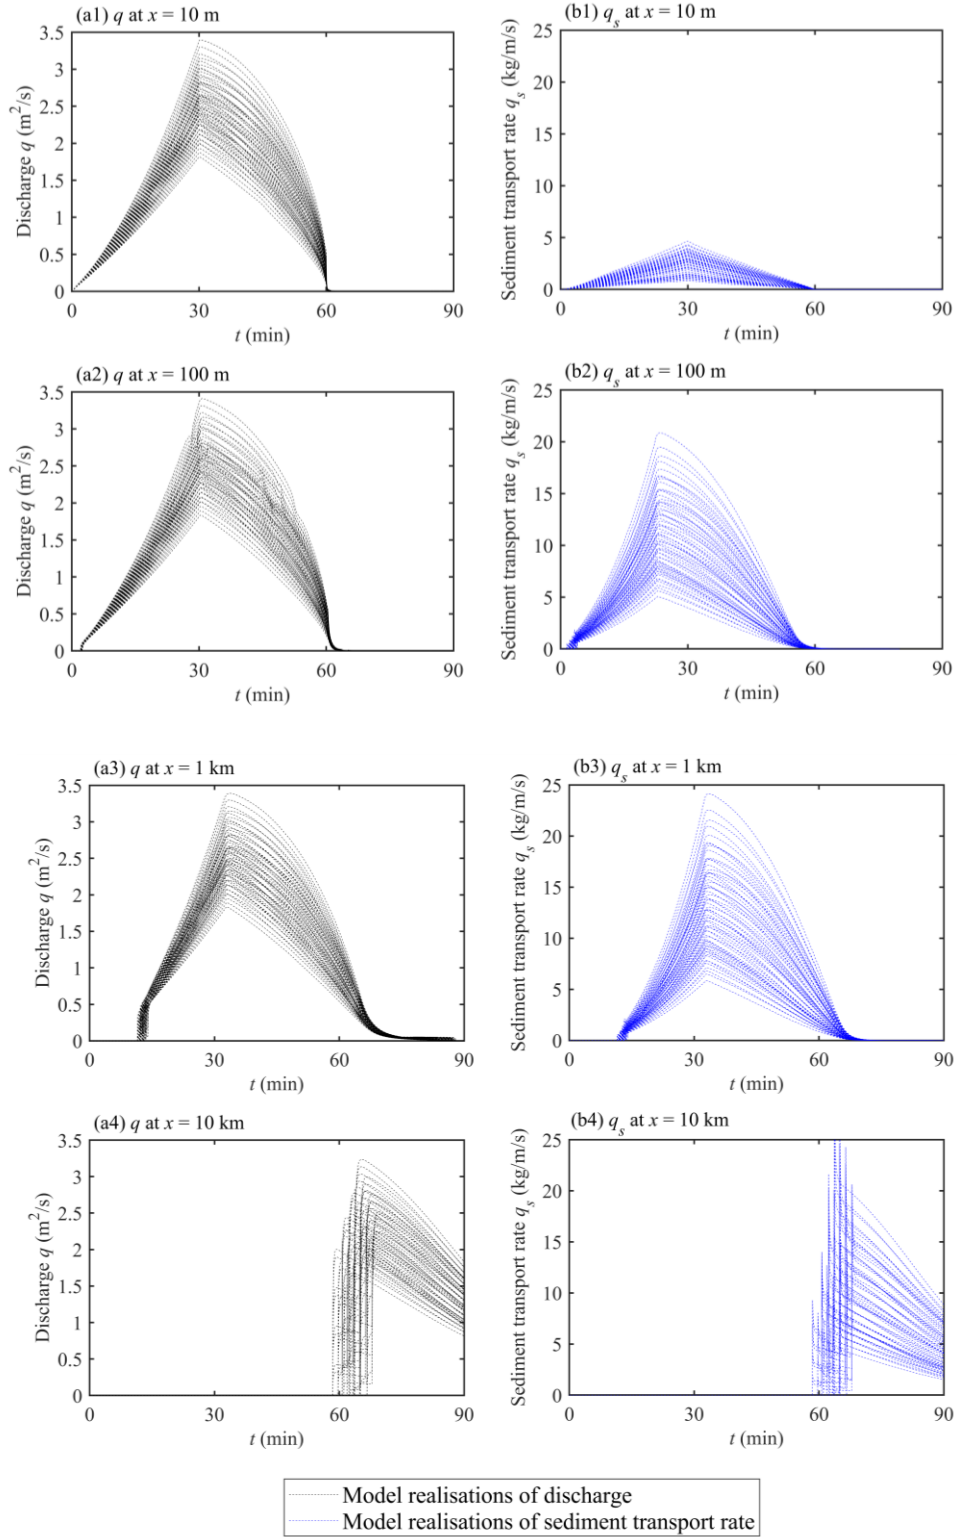 (a1) q at x = 10 m
Discharge q (m²/s)
3.5
3
2.5
2
1.5
1
0.5
0
0 30 60 90
t (min)
(b1) qₛ at x = 10 m
Sediment transport rate qₛ (kg/m/s)
25
20
15
10
5
0
0 30 60 90
t (min)
(a2) q at x = 100 m
Discharge q (m²/s)
3.5
3
2.5
2
1.5
1
0.5
0
0 30 60 90
t (min)
(b2) qₛ at x = 100 m
Sediment transport rate qₛ (kg/m/s)
25
20
15
10
5
0
0 30 60 90
t (min)
(a3) q at x = 1 km
Discharge q (m²/s)
3.5
3
2.5
2
1.5
1
0.5
0
0 30 60 90
t (min)
(b3) qₛ at x = 1 km
Sediment transport rate qₛ (kg/m/s)
25
20
15
10
5
0
0 30 60 90
t (min)
(a4) q at x = 10 km
Discharge q (m²/s)
3.5
3
2.5
2
1.5
1
0.5
0
0 30 60 90
t (min)
(b4) qₛ at x = 10 km
Sediment transport rate qₛ (kg/m/s)
25
20
15
10
5
0
0 30 60 90
t (min)
Model realisations of discharge
Model realisations of sediment transport rate